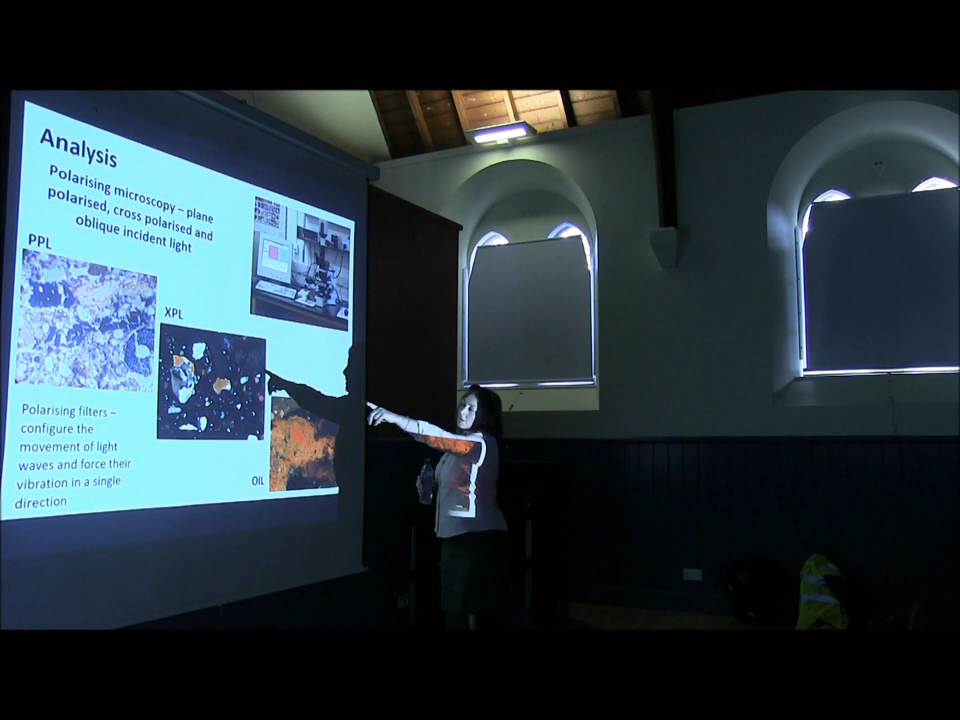 Analysis
Polarising microscopy – plane
polarised, cross polarised and
oblique incident light
PPL
XPL
Polarising filters –
configure the
movement of light
waves and force their
vibration in a single
direction
OIL